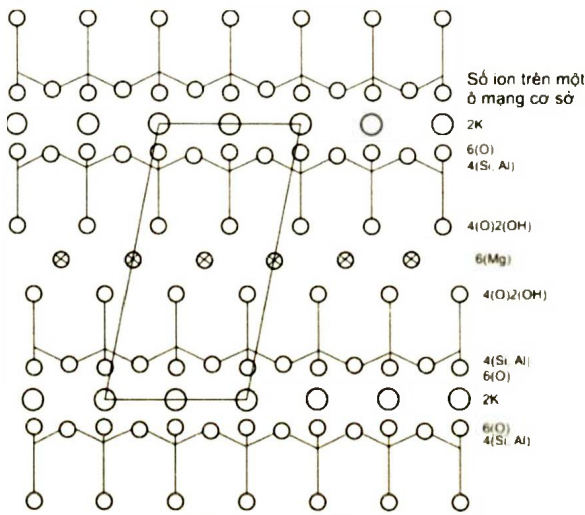 Số ion trên một
ô mạng cơ sở
2K
6(O)
4(Si, Al)
4(O)2(OH)
6(Mg)
4(O)2(OH)
4(Si, Al)
6(O)
2K
6(O)
4(Si, Al)